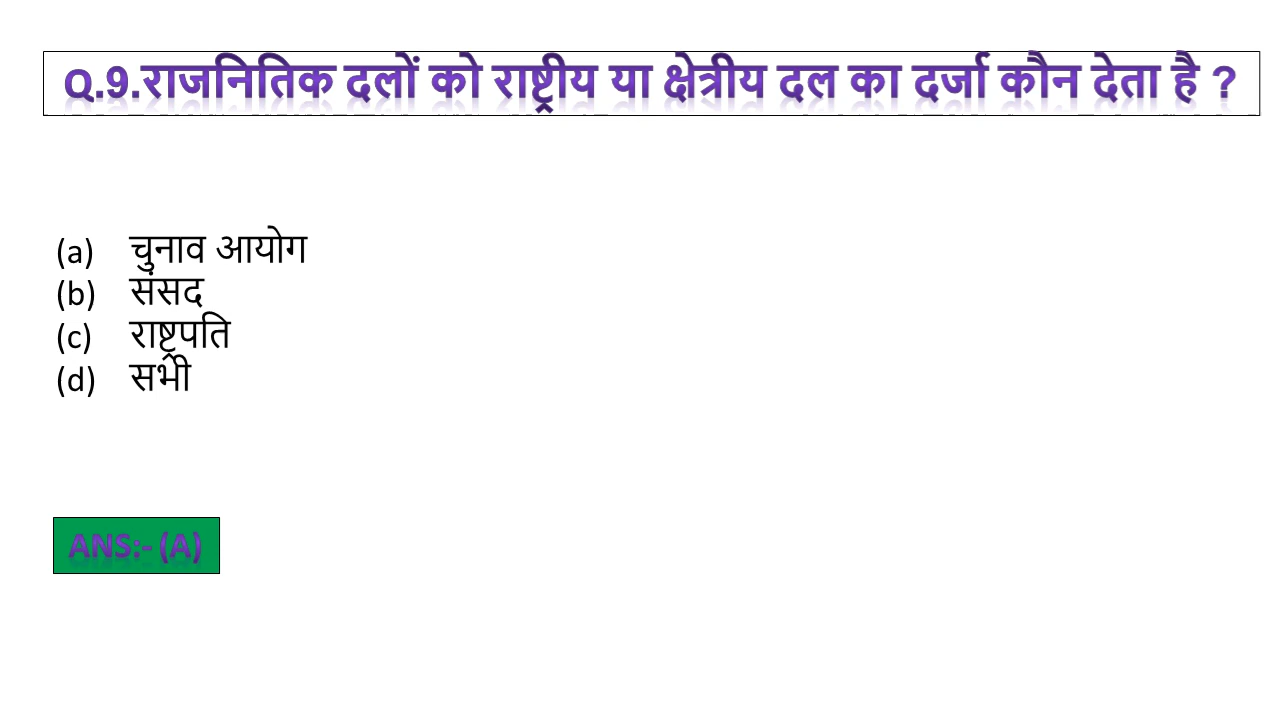 Q.9.राजनितिक दलों को राष्ट्रीय या क्षेत्रीय दल का दर्जा कौन देता है ?
(a) चुनाव आयोग
(b) संसद
(c) राष्ट्रपति
(d) सभी
ANS:- (A)